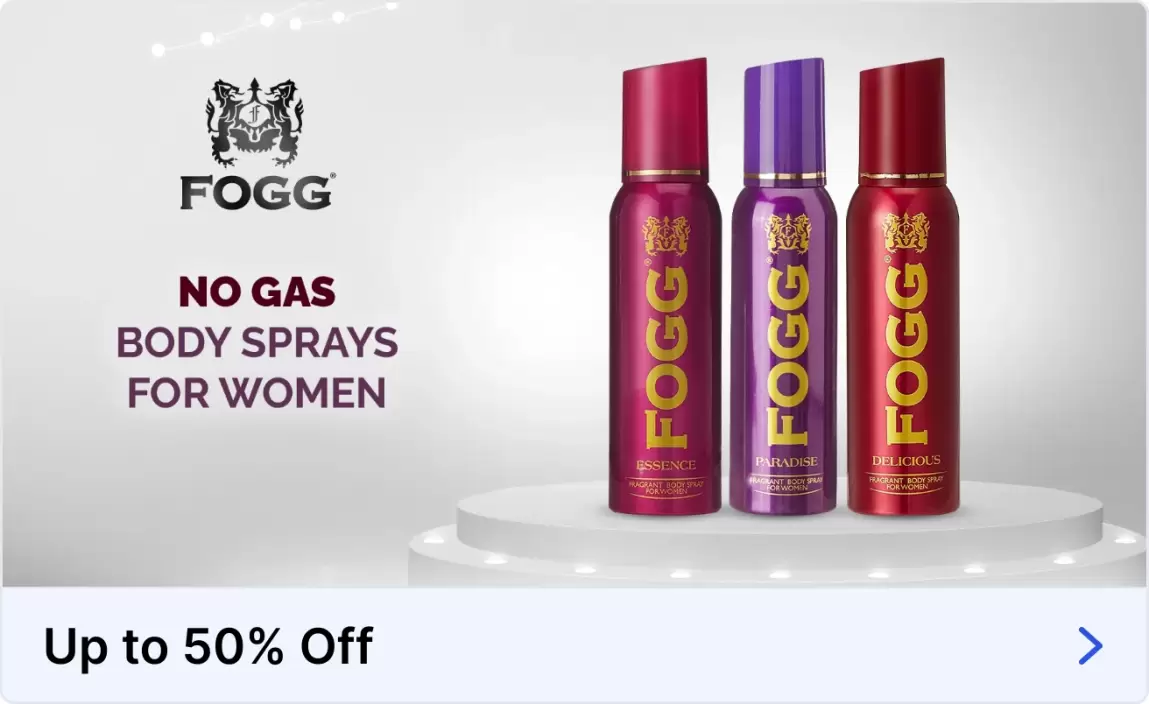 FOGG®
NO GAS
BODY SPRAYS
FOR WOMEN
FOGG®
ESSENCE
FRAGRANT BODY SPRAY
FOR WOMEN
FOGG®
PARADISE
FRAGRANT BODY SPRAY
FOR WOMEN
FOGG®
DELICIOUS
FRAGRANT BODY SPRAY
FOR WOMEN
Up to 50% Off